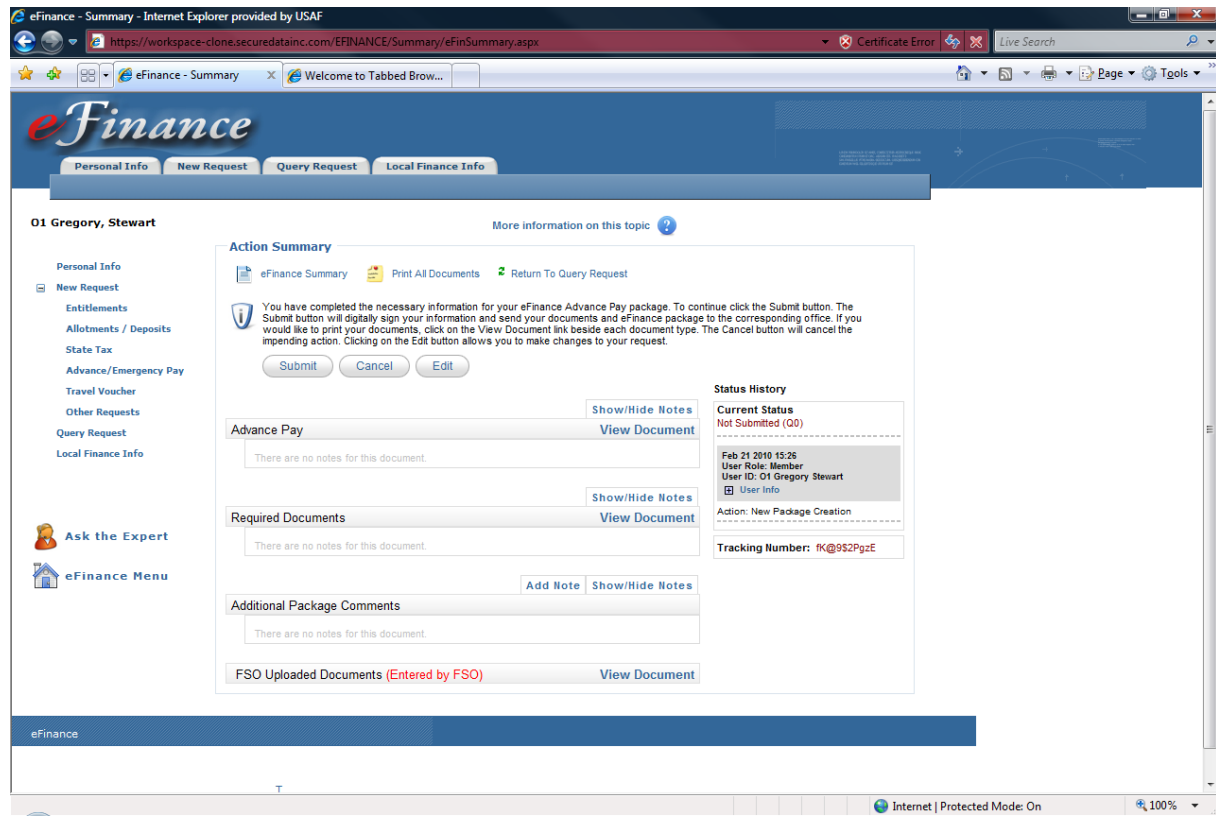 eFinance - Summary - Internet Explorer provided by USAF
https://workspace-clone.securedatainc.com/EFINANCE/Summary/eFinSummary.aspx
Certificate Error
Live Search
eFinance - Summary
Welcome to Tabbed Brow...
Page
Tools
eFinance
Personal Info
New Request
Query Request
Local Finance Info
O1 Gregory, Stewart
More information on this topic
Personal Info
New Request
Entitlements
Allotments / Deposits
State Tax
Advance/Emergency Pay
Travel Voucher
Other Requests
Query Request
Local Finance Info
Ask the Expert
eFinance Menu
Action Summary
eFinance Summary
Print All Documents
Return To Query Request
You have completed the necessary information for your eFinance Advance Pay package. To continue click the Submit button. The
Submit button will digitally sign your information and send your documents and eFinance package to the corresponding office. If you
would like to print your documents, click on the View Document link beside each document type. The Cancel button will cancel the
impending action. Clicking on the Edit button allows you to make changes to your request.
Submit
Cancel
Edit
Show/Hide Notes
Advance Pay
View Document
There are no notes for this document.
Show/Hide Notes
Required Documents
View Document
There are no notes for this document.
Add Note
Show/Hide Notes
Additional Package Comments
There are no notes for this document.
FSO Uploaded Documents (Entered by FSO)
View Document
Status History
Current Status
Not Submitted (Q0)
Feb 21 2010 15:26
User Role: Member
User ID: O1 Gregory Stewart
User Info
Action: New Package Creation
Tracking Number: fK@9$2PgzE
eFinance
T
Internet | Protected Mode: On
100%